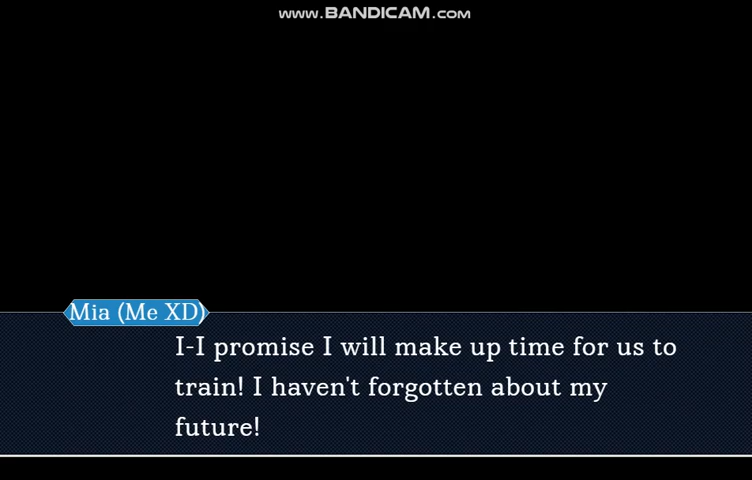 www.BANDICAM.com
Mia (Me XD)
I-I promise I will make up time for us to
train! I haven't forgotten about my
future!